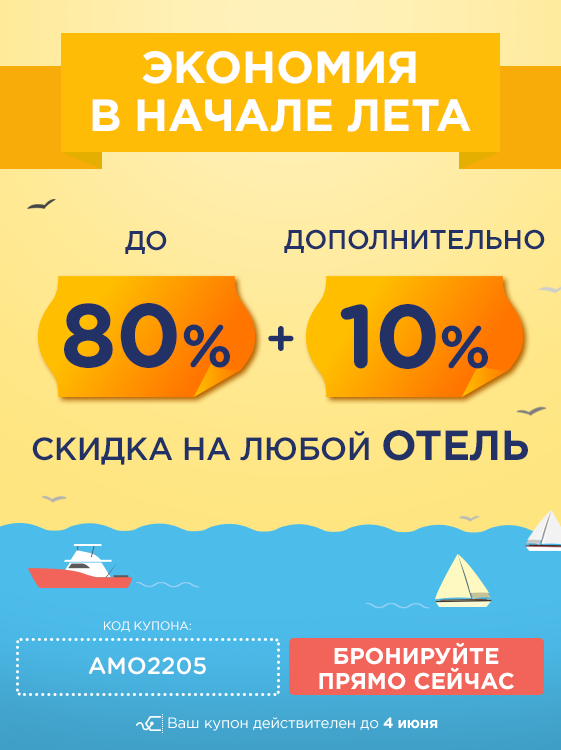 ЭКОНОМИЯ
В НАЧАЛЕ ЛЕТА
ДО
ДОПОЛНИТЕЛЬНО
80% + 10%
СКИДКА НА ЛЮБОЙ ОТЕЛЬ
КОД КУПОНА:
AMO2205
БРОНИРУЙТЕ
ПРЯМО СЕЙЧАС
Ваш купон действителен до 4 июня